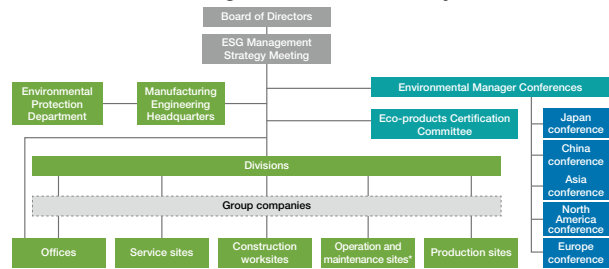 Board of Directors
ESG Management
Strategy Meeting
Environmental
Protection
Department
Manufacturing
Engineering
Headquarters
Environmental Manager Conferences
Eco-products Certification
Committee
Japan
conference
China
conference
Asia
conference
North
America
conference
Europe
conference
Divisions
Group companies
Offices
Service sites
Construction
worksites
Operation and
maintenance sites*
Production sites